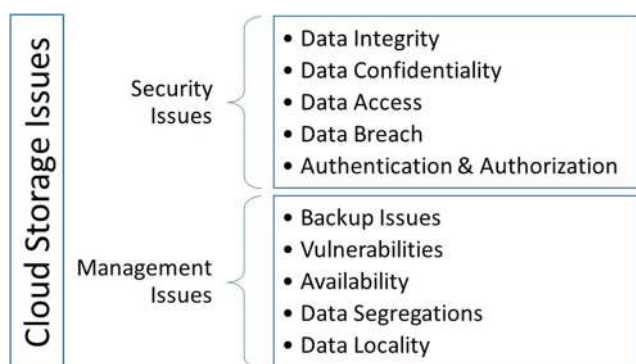 Cloud Storage Issues
Security
Issues
• Data Integrity
• Data Confidentiality
• Data Access
• Data Breach
• Authentication & Authorization
Management
Issues
• Backup Issues
• Vulnerabilities
• Availability
• Data Segregations
• Data Locality